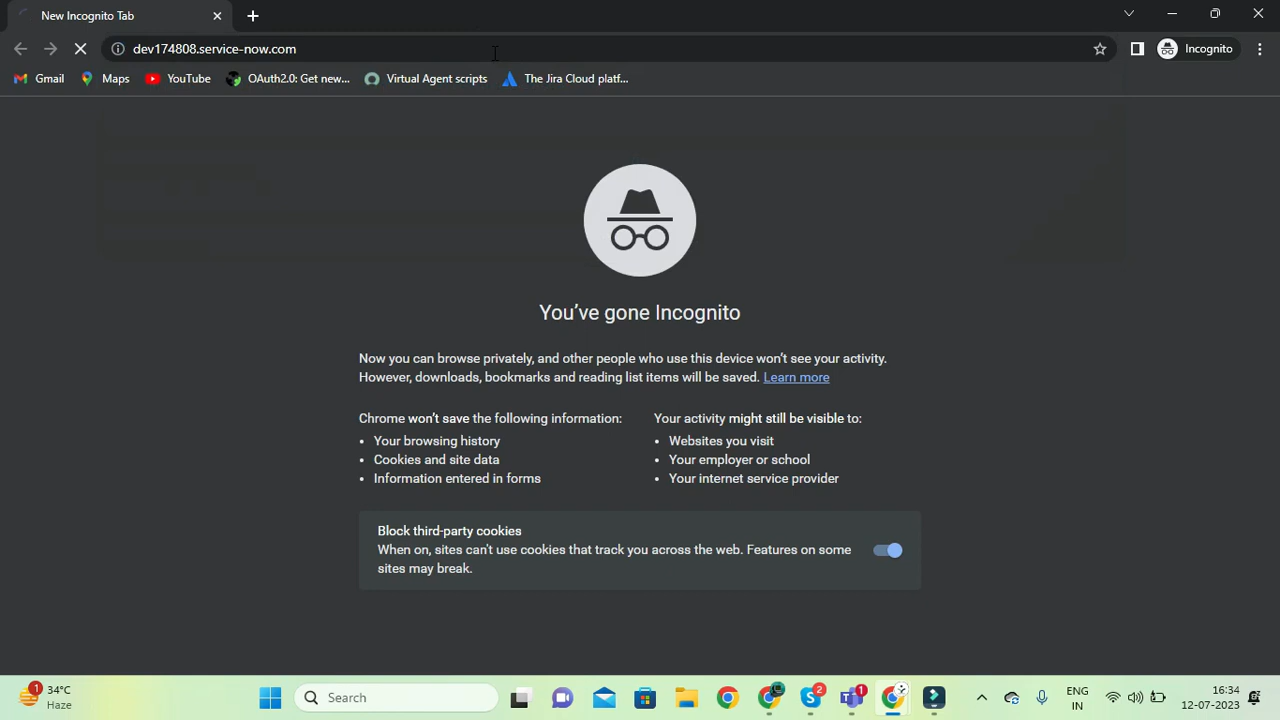 New Incognito Tab
dev174808.service-now.com
Incognito
Gmail
Maps
YouTube
OAuth2.0: Get new...
Virtual Agent scripts
The Jira Cloud platf...
You've gone Incognito
Now you can browse privately, and other people who use this device won't see your activity.
However, downloads, bookmarks and reading list items will be saved. Learn more
Chrome won't save the following information:
• Your browsing history
• Cookies and site data
• Information entered in forms
Your activity might still be visible to:
• Websites you visit
• Your employer or school
• Your internet service provider
Block third-party cookies
When on, sites can't use cookies that track you across the web. Features on some
sites may break.
1
34°C
Haze
Search
2
1
ENG
IN
16:34
12-07-2023